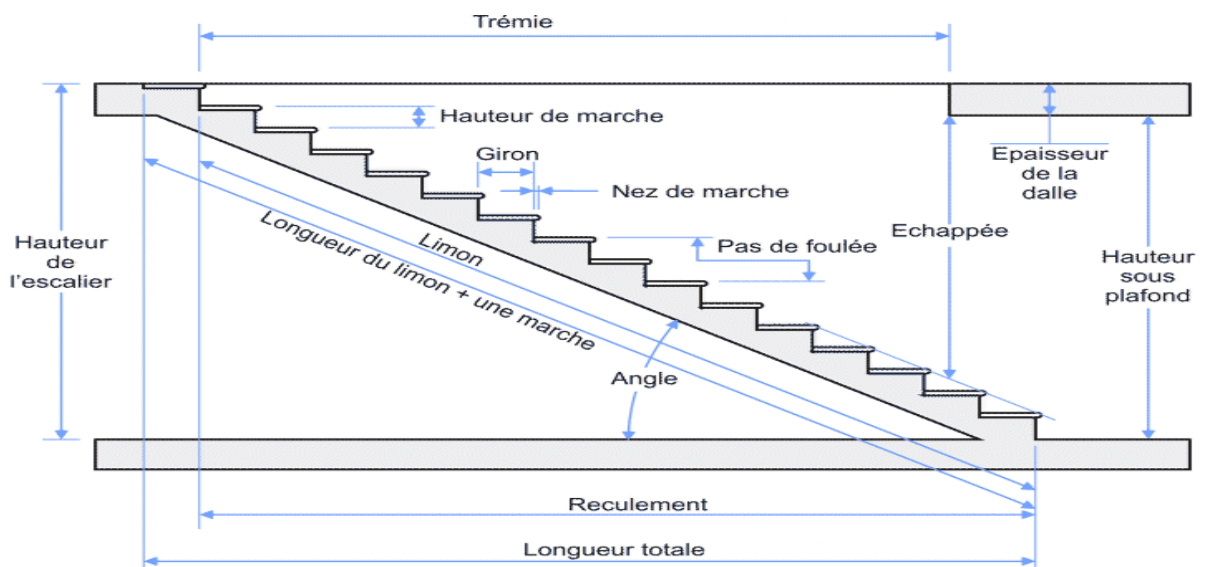 Trémie
Hauteur de marche
Giron
Nez de marche
Epaisseur
de la
dalle
Hauteur
de
l'escalier
Limon
Longueur du limon + une marche
Pas de foulée
Echappée
Hauteur
sous
plafond
Angle
Reculement
Longueur totale